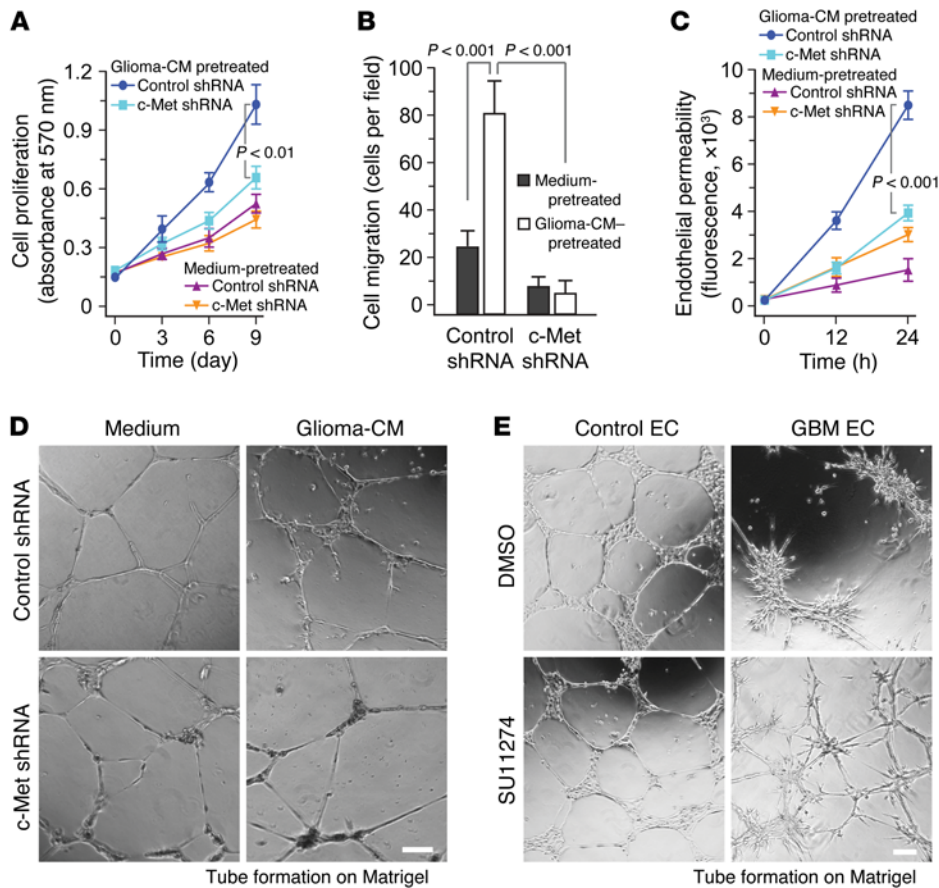 A
Glioma-CM pretreated
Control shRNA
c-Met shRNA
1.2
0.9
0.6
0.3
0
P < 0.01
Medium-pretreated
Control shRNA
c-Met shRNA
0 3 6 9
Time (day)
Cell proliferation
(absorbance at 570 nm)
B
P < 0.001
P < 0.001
100
80
60
40
20
0
Medium-
pretreated
Glioma-CM–
pretreated
Control
shRNA
c-Met
shRNA
Cell migration (cells per field)
C
Glioma-CM pretreated
Control shRNA
c-Met shRNA
Medium-pretreated
Control shRNA
c-Met shRNA
10
8
6
4
2
0
P < 0.001
0 12 24
Time (h)
Endothelial permeability
(fluorescence, ×10³)
D
Medium
Glioma-CM
Control shRNA
c-Met shRNA
Tube formation on Matrigel
E
Control EC
GBM EC
DMSO
SU11274
Tube formation on Matrigel